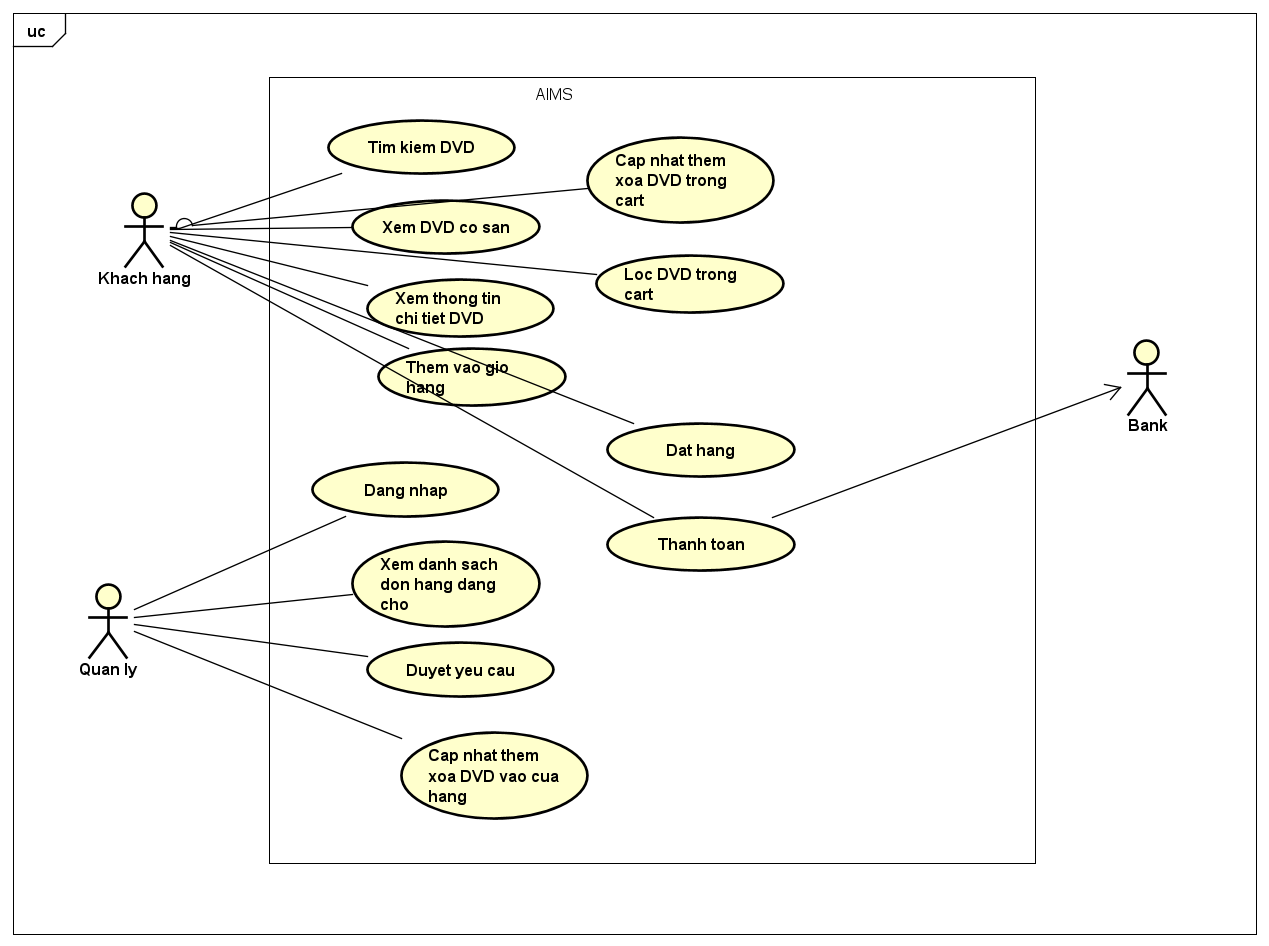 uc
AIMS
Tim kiem DVD
Cap nhat them
xoa DVD trong
cart
Xem DVD co san
Khach hang
Loc DVD trong
cart
Xem thong tin
chi tiet DVD
Them vao gio
hang
Bank
Dat hang
Dang nhap
Thanh toan
Xem danh sach
don hang dang
cho
Quan ly
Duyet yeu cau
Cap nhat them
xoa DVD vao cua
hang